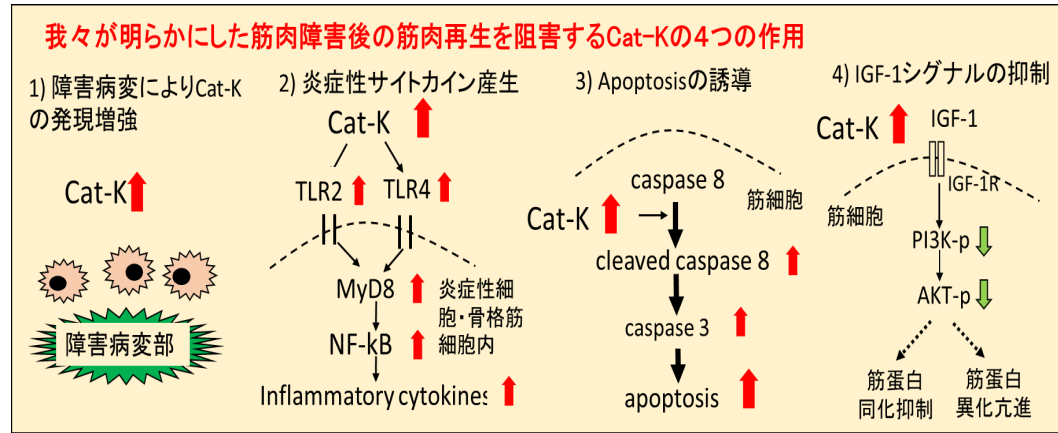 我々が明らかにした筋肉障害後の筋肉再生を阻害するCat-Kの４つの作用
1) 障害病変によりCat-K
の発現増強
Cat-K
障害病変部
2) 炎症性サイトカイン産生
Cat-K
TLR2
TLR4
MyD8
炎症性細
胞・骨格筋
細胞内
NF-kB
Inflammatory cytokines
3) Apoptosisの誘導
caspase 8
筋細胞
Cat-K
cleaved caspase 8
caspase 3
apoptosis
4) IGF-1シグナルの抑制
Cat-K
IGF-1
IGF-1R
筋細胞
PI3K-p
AKT-p
筋蛋白
同化抑制
筋蛋白
異化亢進